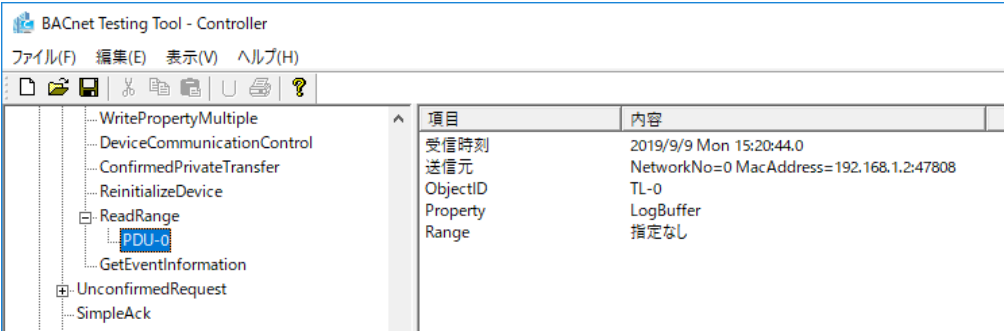 BACnet Testing Tool - Controller
ファイル(F) 編集(E) 表示(V) ヘルプ(H)
WritePropertyMultiple
DeviceCommunicationControl
ConfirmedPrivateTransfer
ReinitializeDevice
ReadRange
PDU-0
GetEventInformation
UnconfirmedRequest
SimpleAck
項目 内容
受信時刻 2019/9/9 Mon 15:20:44.0
送信元 NetworkNo=0 MacAddress=192.168.1.2:47808
ObjectID TL-0
Property LogBuffer
Range 指定なし